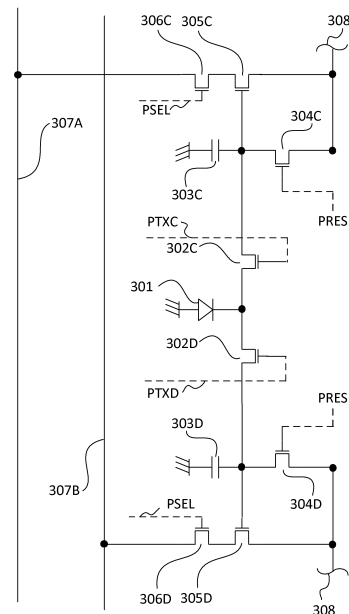 306C 305C
308
PSEL
304C
307A
303C
PRES
PTXC
302C
301
302D
PTXD
PRES
303D
307B
PSEL
304D
306D 305D
308